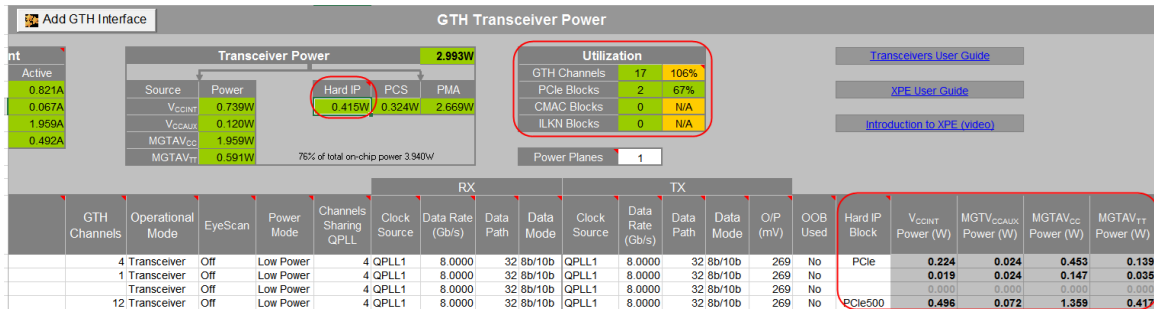 Add GTH Interface
GTH Transceiver Power
nt
Active
0.821A
0.067A
1.959A
0.492A
Transceiver Power 2.993W
Source Power Hard IP PCS PMA
VCCINT 0.739W 0.415W 0.324W 2.669W
VCCAUX 0.120W
MGTAVCC 1.959W
MGTAVTT 0.591W 76% of total on-chip power 3.940W
Utilization
GTH Channels 17 106%
PCIe Blocks 2 67%
CMAC Blocks 0 N/A
ILKN Blocks 0 N/A
Power Planes 1
Transceivers User Guide
XPE User Guide
Introduction to XPE (video)
RX TX
GTH Channels Operational Mode EyeScan Power Mode Channels Sharing QPLL Clock Source Data Rate (Gb/s) Data Path Data Mode Clock Source Data Rate (Gb/s) Data Path Data Mode O/P (mV) OOB Used Hard IP Block VCCINT Power (W) MGTVCCAUX Power (W) MGTAVCC Power (W) MGTAVTT Power (W)
4 Transceiver Off Low Power 4 QPLL1 8.0000 32 8b/10b QPLL1 8.0000 32 8b/10b 269 No PCIe 0.224 0.024 0.453 0.139
1 Transceiver Off Low Power 4 QPLL1 8.0000 32 8b/10b QPLL1 8.0000 32 8b/10b 269 No 0.019 0.024 0.147 0.035
Transceiver Off Low Power 4 QPLL1 8.0000 32 8b/10b QPLL1 8.0000 32 8b/10b 269 No 0.000 0.000 0.000 0.000
12 Transceiver Off Low Power 4 QPLL1 8.0000 32 8b/10b QPLL1 8.0000 32 8b/10b 269 No PCIe500 0.496 0.072 1.359 0.417